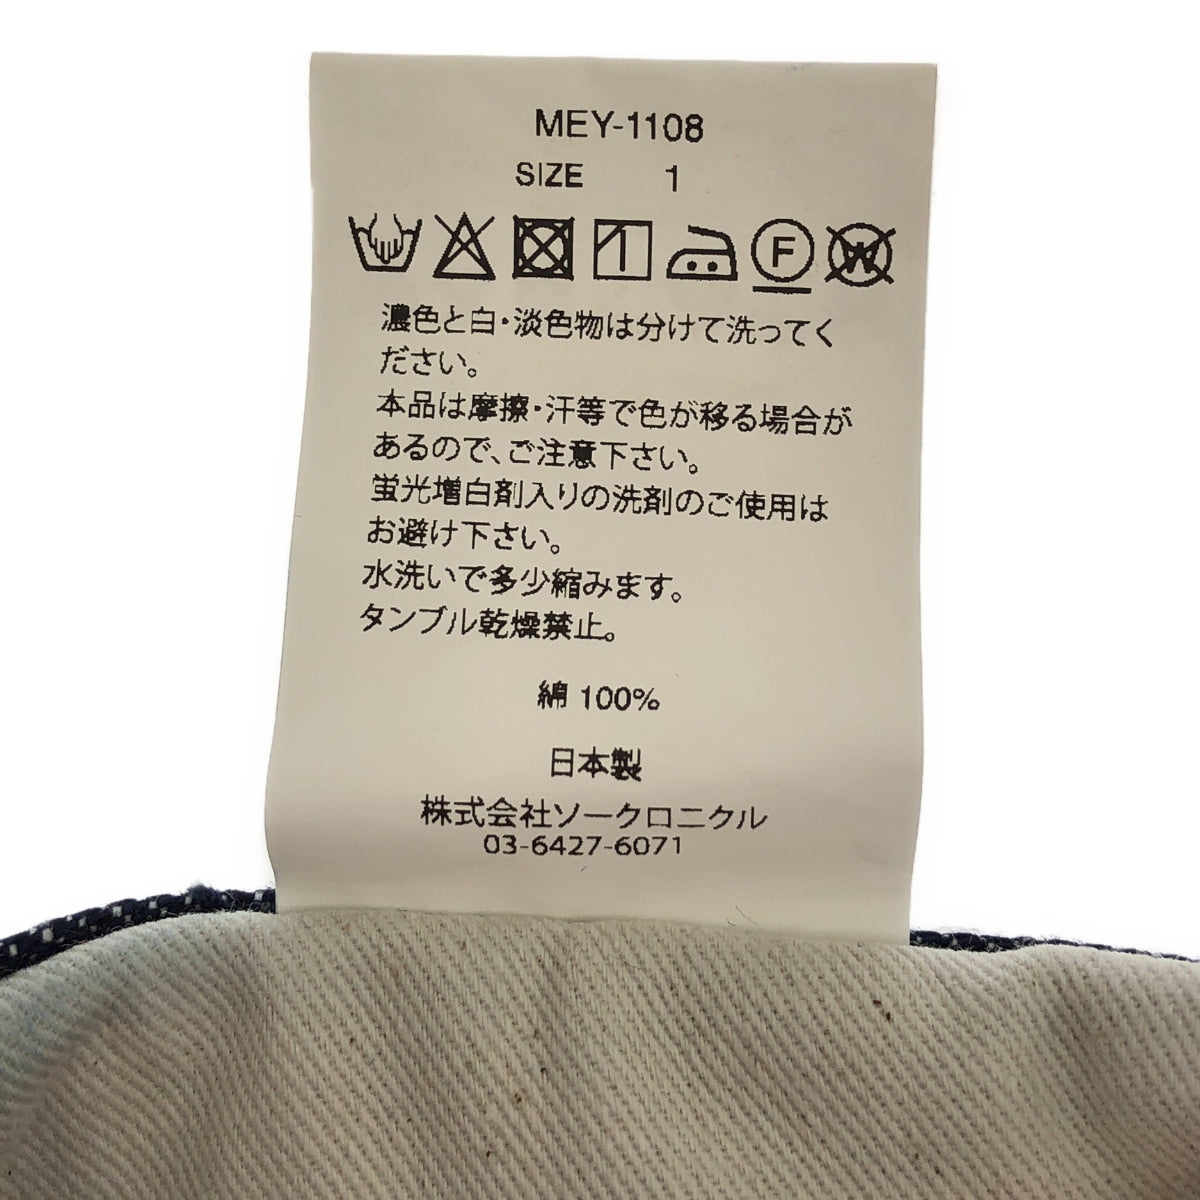 MEY-1108
SIZE 1
F
W
濃色と白・淡色物は分けて洗ってく
ださい。
本品は摩擦・汗等で色が移る場合が
あるので、ご注意下さい。
蛍光増白剤入りの洗剤のご使用は
お避け下さい。
水洗いで多少縮みます。
タンブル乾燥禁止。
綿 100%
日本製
株式会社ソークロニクル
03-6427-6071